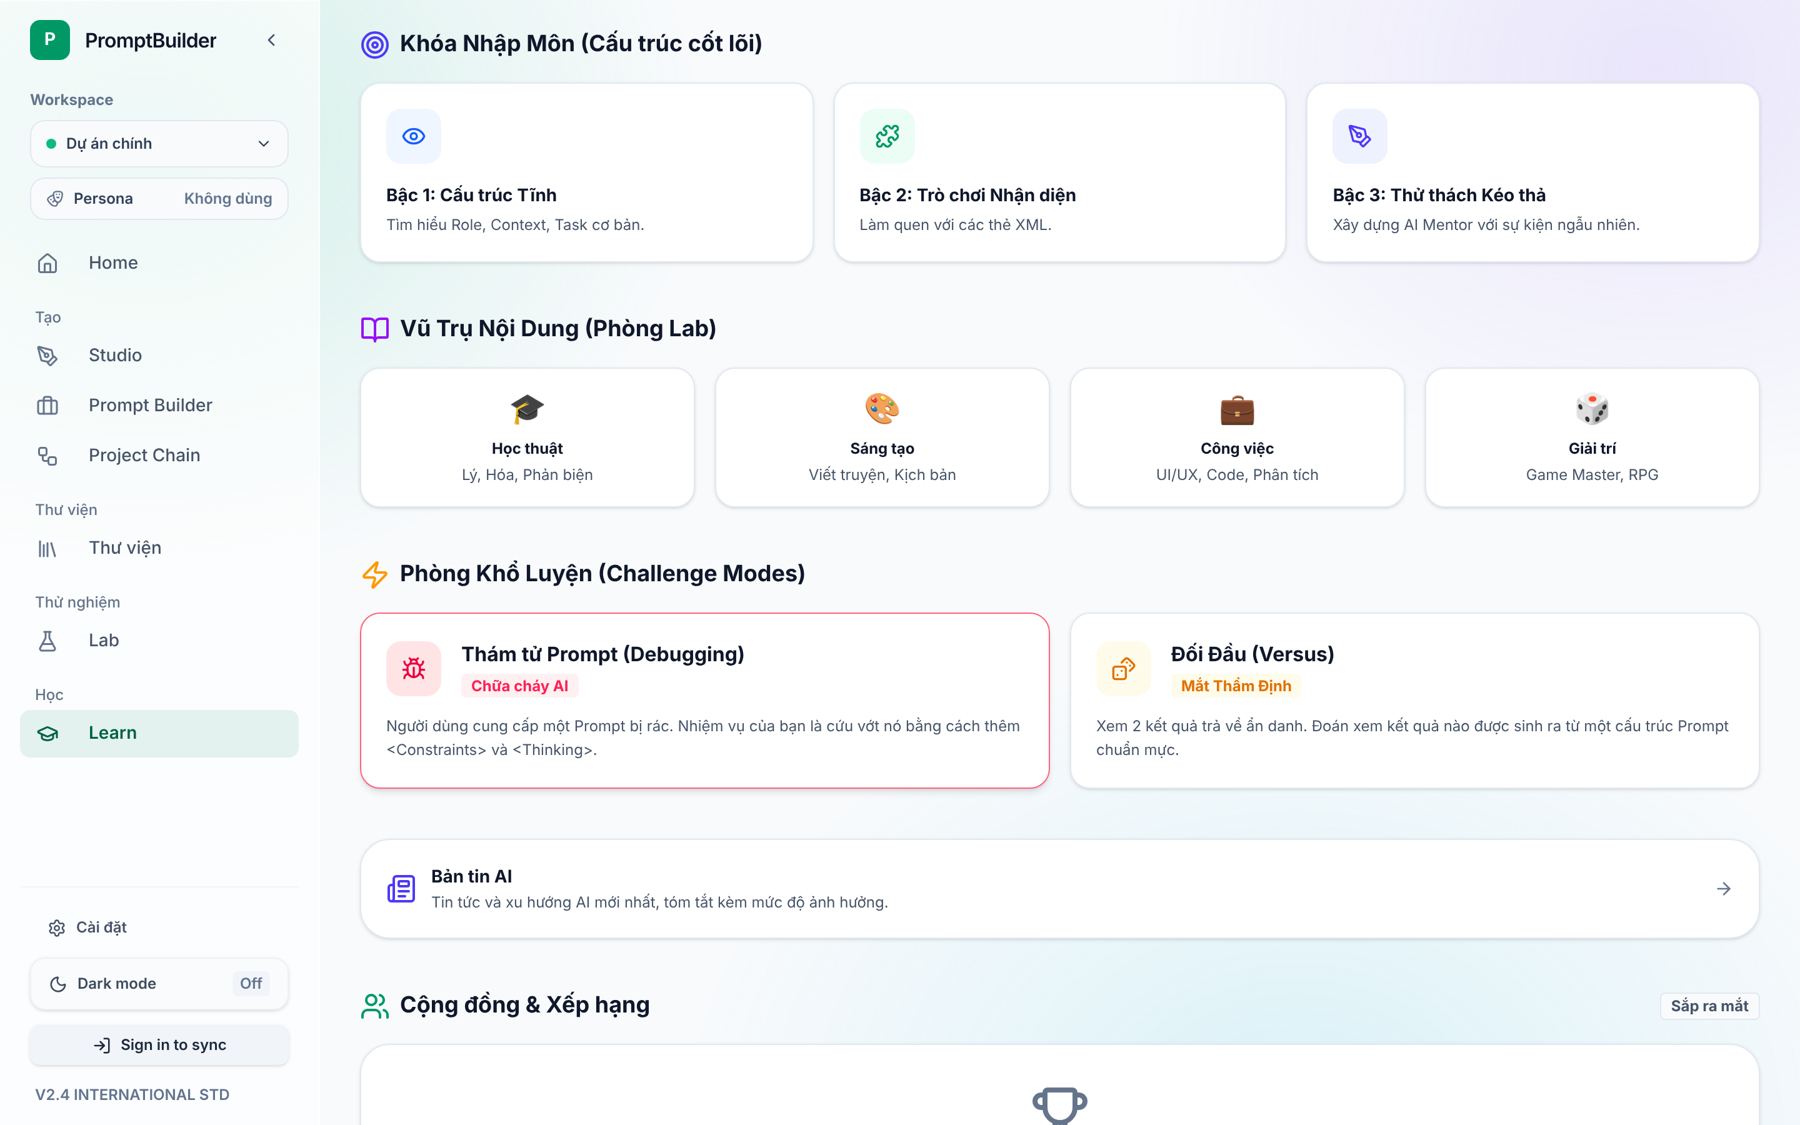 P
PromptBuilder
Workspace
Dự án chính
Persona
Không dùng
Home
Tạo
Studio
Prompt Builder
Project Chain
Thư viện
Thư viện
Thử nghiệm
Lab
Học
Learn
Cài đặt
Dark mode
Off
Sign in to sync
V2.4 INTERNATIONAL STD
Khóa Nhập Môn (Cấu trúc cốt lõi)
Bậc 1: Cấu trúc Tĩnh
Tìm hiểu Role, Context, Task cơ bản.
Bậc 2: Trò chơi Nhận diện
Làm quen với các thẻ XML.
Bậc 3: Thử thách Kéo thả
Xây dựng AI Mentor với sự kiện ngẫu nhiên.
Vũ Trụ Nội Dung (Phòng Lab)
Học thuật
Lý, Hóa, Phản biện
Sáng tạo
Viết truyện, Kịch bản
Công việc
UI/UX, Code, Phân tích
Giải trí
Game Master, RPG
Phòng Khổ Luyện (Challenge Modes)
Thám tử Prompt (Debugging)
Chữa cháy AI
Người dùng cung cấp một Prompt bị rác. Nhiệm vụ của bạn là cứu vớt nó bằng cách thêm
<Constraints> và <Thinking>.
Đối Đầu (Versus)
Mắt Thẩm Định
Xem 2 kết quả trả về ẩn danh. Đoán xem kết quả nào được sinh ra từ một cấu trúc Prompt
chuẩn mực.
Bản tin AI
Tin tức và xu hướng AI mới nhất, tóm tắt kèm mức độ ảnh hưởng.
Cộng đồng & Xếp hạng
Sắp ra mắt